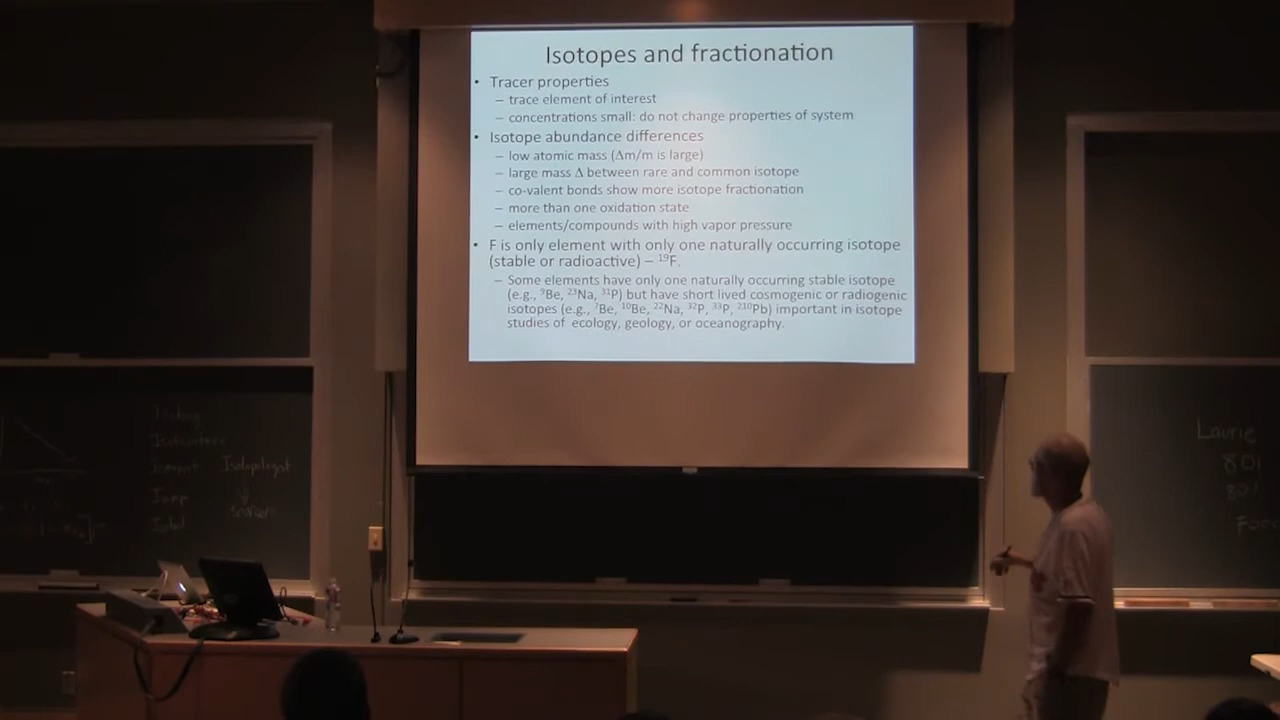 Isotopes and fractionation
• Tracer properties
– trace element of interest
– concentrations small: do not change properties of system
• Isotope abundance differences
– low atomic mass (Δm/m is large)
– large mass Δ between rare and common isotope
– co-valent bonds show more isotope fractionation
– more than one oxidation state
– elements/compounds with high vapor pressure
• F is only element with only one naturally occurring isotope
(stable or radioactive) – ¹⁹F.
– Some elements have only one naturally occurring stable isotope
(e.g., ⁹Be, ²³Na, ³¹P) but have short lived cosmogenic or radiogenic
isotopes (e.g., ⁷Be, ¹⁰Be, ²²Na, ³²P, ³³P, ²¹⁰Pb) important in isotope
studies of ecology, geology, or oceanography.
Laurie
801
801